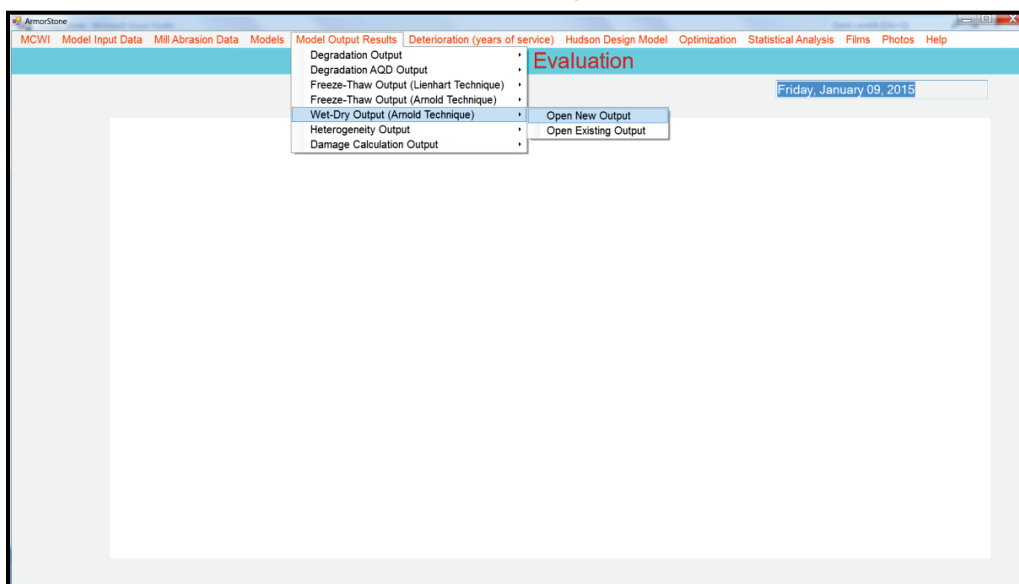 ArmorStone
MCWI Model Input Data Mill Abrasion Data Models Model Output Results Deterioration (years of service) Hudson Design Model Optimization Statistical Analysis Films Photos Help
Evaluation
Friday, January 09, 2015
Degradation Output
Degradation AQD Output
Freeze-Thaw Output (Lienhart Technique)
Freeze-Thaw Output (Arnold Technique)
Wet-Dry Output (Arnold Technique)
Heterogeneity Output
Damage Calculation Output
Open New Output
Open Existing Output